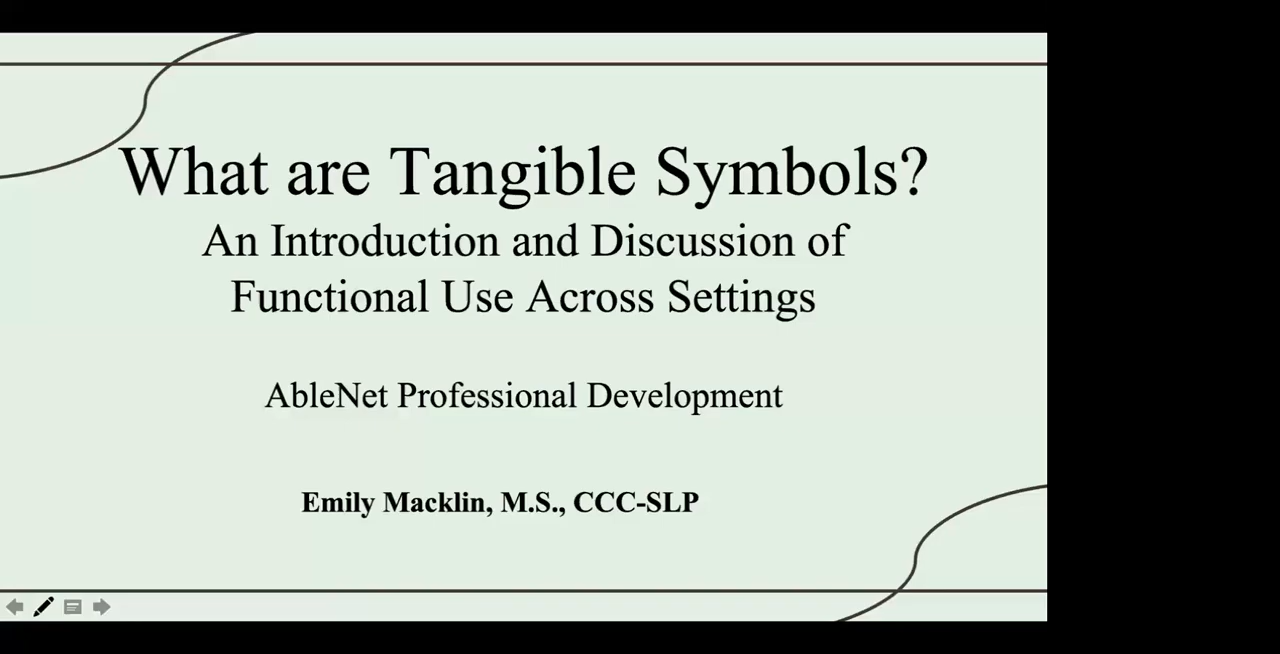 What are Tangible Symbols?
An Introduction and Discussion of
Functional Use Across Settings
AbleNet Professional Development
Emily Macklin, M.S., CCC-SLP